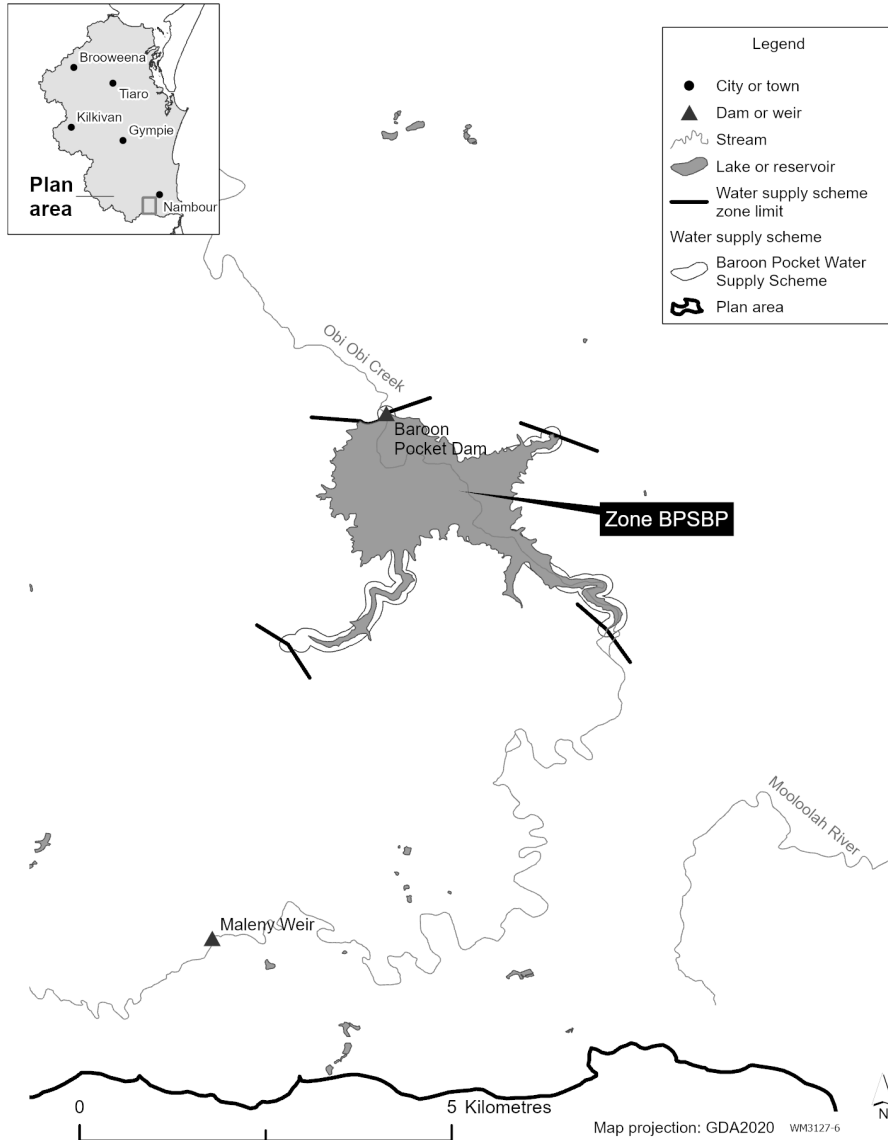 Brooweena
Tiaro
Kilkivan
Gympie
Plan
area
Nambour
Legend
City or town
Dam or weir
Stream
Lake or reservoir
Water supply scheme
zone limit
Water supply scheme
Baroon Pocket Water
Supply Scheme
Plan area
Obi Obi Creek
Baroon
Pocket Dam
Zone BPSBP
Mooloolah River
Maleny Weir
0
5 Kilometres
Map projection: GDA2020
WM3127-6
N